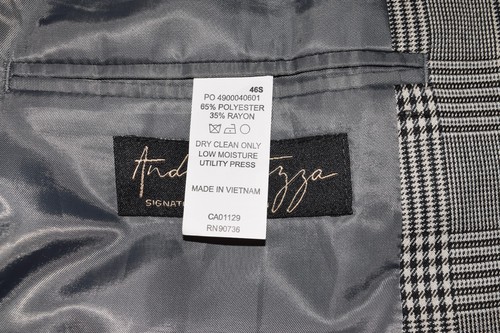 46S
PO 4900040601
65% POLYESTER
35% RAYON
DRY CLEAN ONLY
LOW MOISTURE
UTILITY PRESS
MADE IN VIETNAM
CA01129
RN90736